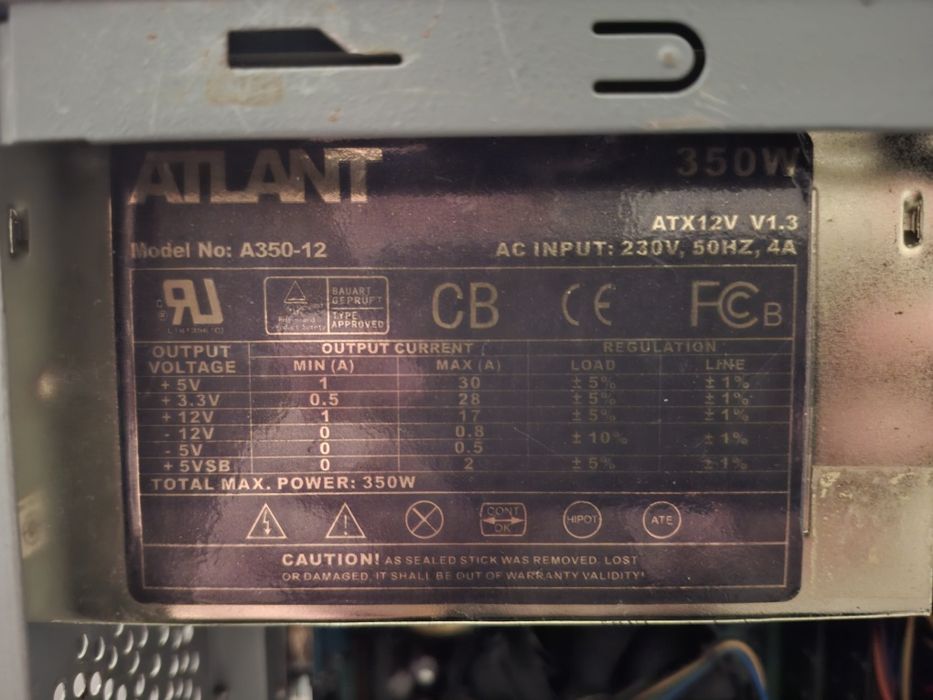 ATLANT
350W
ATX12V V1.3
Model No: A350-12
AC INPUT: 230V, 50HZ, 4A
BAUART GEPRÜFT
TYPE APPROVED
CB
CE
FC B
OUTPUT VOLTAGE OUTPUT CURRENT REGULATION
MIN (A) MAX (A) LOAD LINE
+5V 1 30 ±5% ±1%
+3.3V 0.5 28 ±5% ±1%
+12V 1 17 ±5% ±1%
-12V 0 0.8 ±10% ±1%
-5V 0 0.5
+5VSB 0 2 ±5% ±1%
TOTAL MAX. POWER: 350W
CONT OK
HIPOT
ATE
CAUTION! AS SEALED STICK WAS REMOVED, LOST
OR DAMAGED, IT SHALL BE OUT OF WARRANTY VALIDITY!